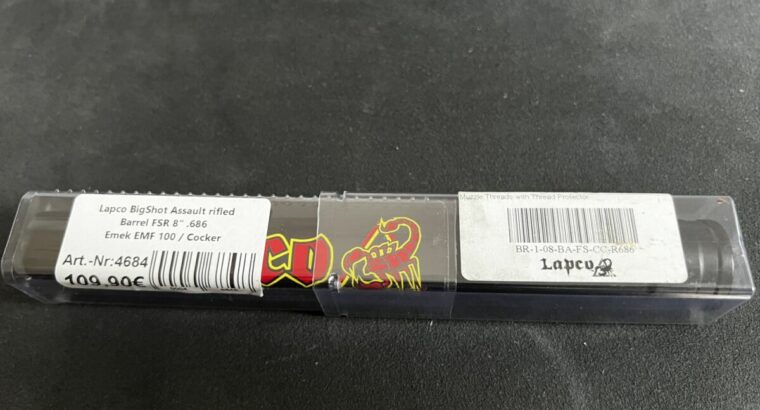 Lapco BigShot Assault rifled
Barrel FSR 8" .686
Emek EMF 100 / Cocker
Art.-Nr:4684
109,90€
CO
Muzzle Threads with Thread Protector
BR-1-08-BA-FS-CC-R686
Lapco